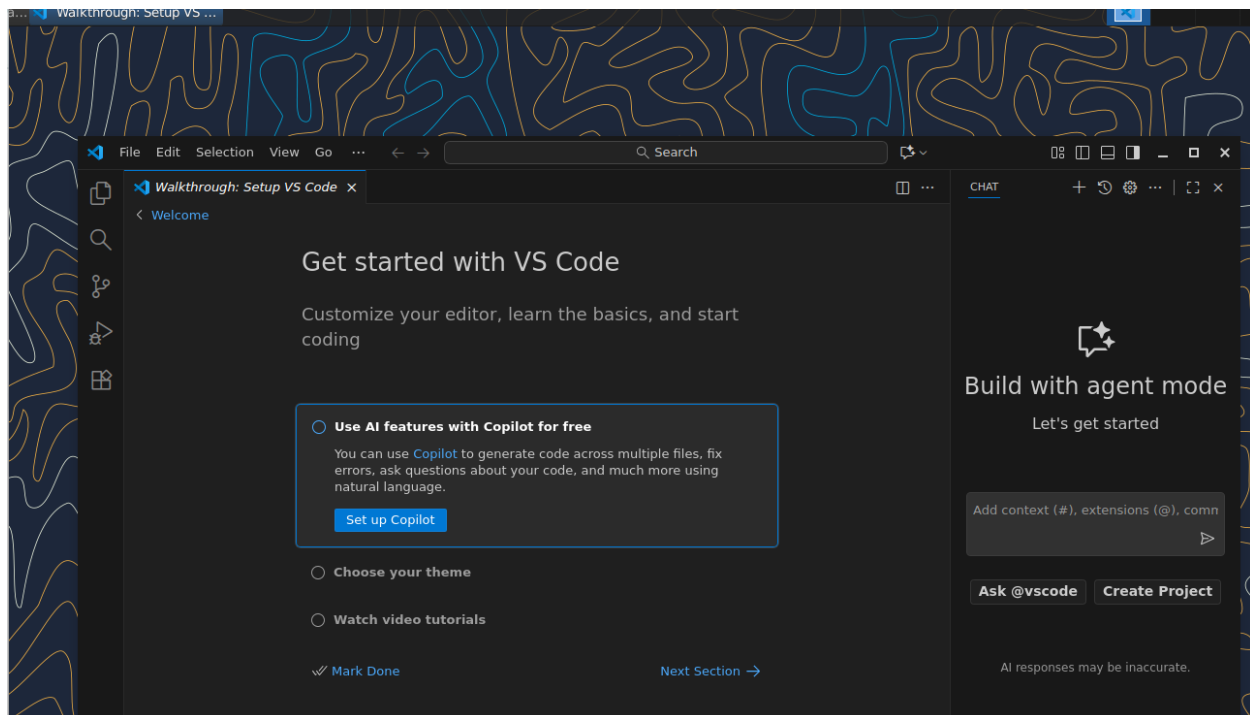 a... Walkthrough: Setup VS ...
File Edit Selection View Go ... Search
Walkthrough: Setup VS Code
CHAT
Welcome
Get started with VS Code
Customize your editor, learn the basics, and start
coding
Use AI features with Copilot for free
You can use Copilot to generate code across multiple files, fix
errors, ask questions about your code, and much more using
natural language.
Set up Copilot
Choose your theme
Watch video tutorials
Mark Done
Next Section
Build with agent mode
Let's get started
Add context (#), extensions (@), comm
Ask @vscode Create Project
AI responses may be inaccurate.